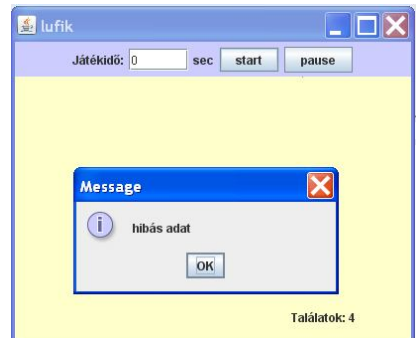 lufik
Játékidő: 0 sec start pause
Message
hibás adat
OK
Találatok: 4